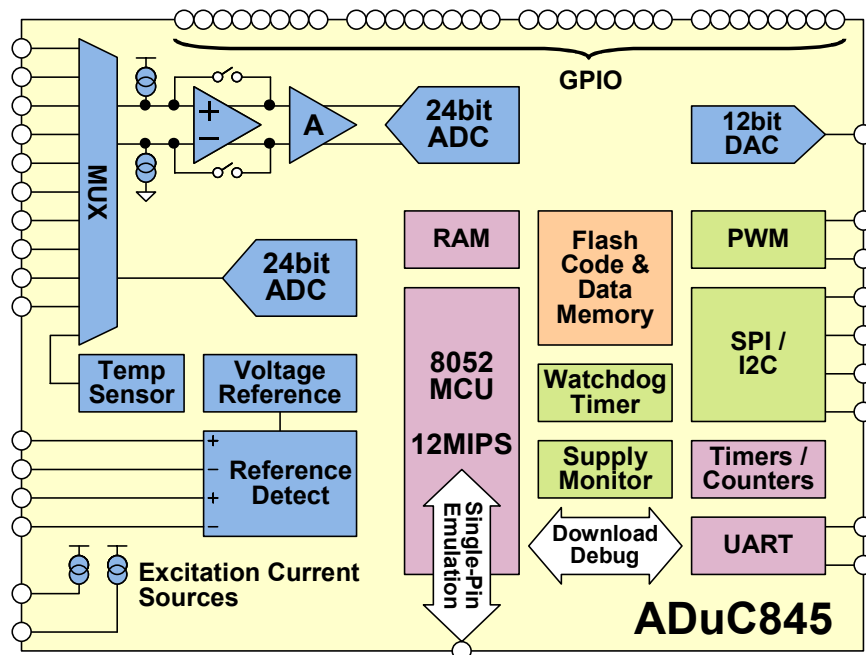 GPIO
MUX
+
−
A
24bit
ADC
12bit
DAC
24bit
ADC
RAM
Flash
Code &
Data
Memory
PWM
8052
MCU
12MIPS
SPI /
I2C
Temp
Sensor
Voltage
Reference
Watchdog
Timer
+
−
+
−
Reference
Detect
Supply
Monitor
Timers /
Counters
Single-Pin
Emulation
Download
Debug
UART
Excitation Current
Sources
ADuC845